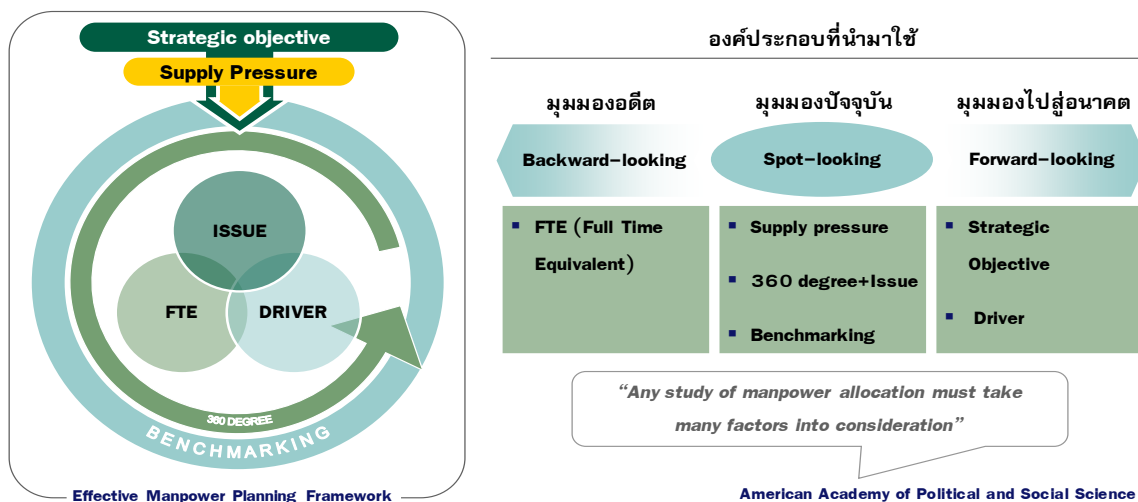 Strategic objective
Supply Pressure
ISSUE
FTE
DRIVER
360 DEGREE
BENCHMARKING
Effective Manpower Planning Framework
องค์ประกอบที่นำมาใช้
มุมมองอดีต
มุมมองปัจจุบัน
มุมมองไปสู่อนาคต
Backward-looking
Spot-looking
Forward-looking
▪ FTE (Full Time
Equivalent)
▪ Supply pressure
▪ 360 degree+Issue
▪ Benchmarking
▪ Strategic
Objective
▪ Driver
“Any study of manpower allocation must take
many factors into consideration”
American Academy of Political and Social Science